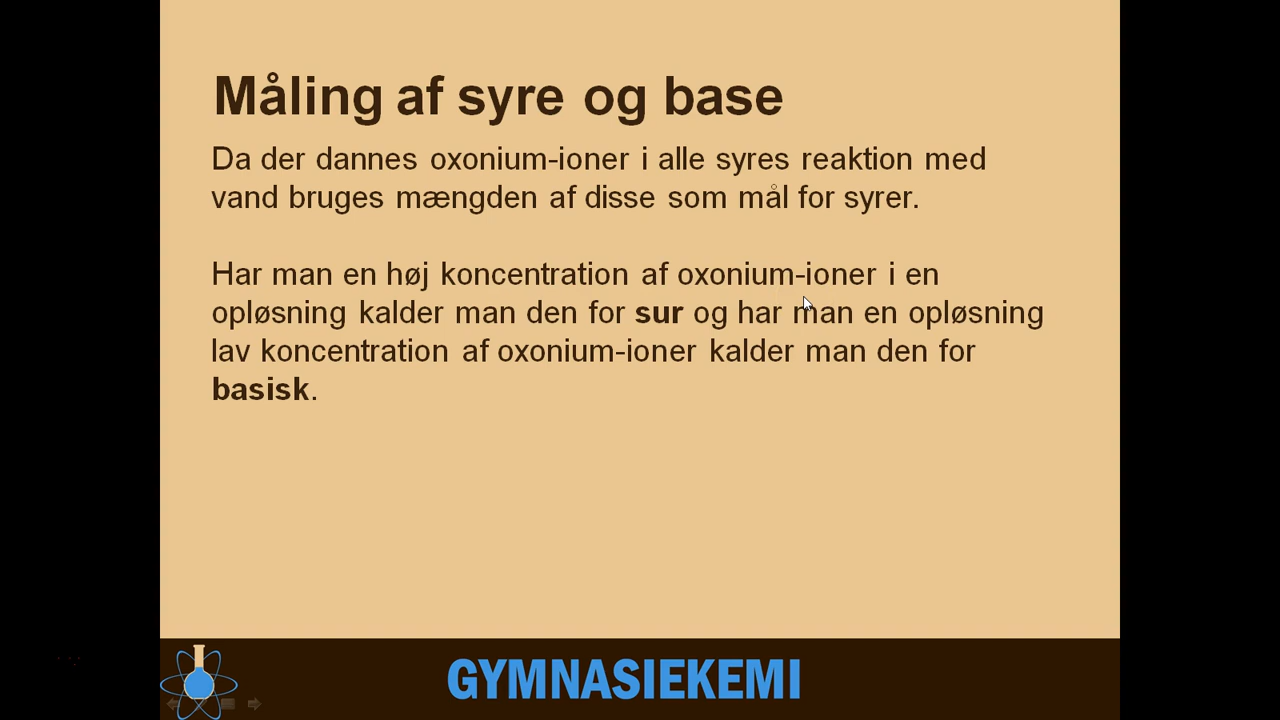 Måling af syre og base
Da der dannes oxonium-ioner i alle syres reaktion med
vand bruges mængden af disse som mål for syrer.
Har man en høj koncentration af oxonium-ioner i en
opløsning kalder man den for sur og har man en opløsning
lav koncentration af oxonium-ioner kalder man den for
basisk.
GYMNASIEKEMI